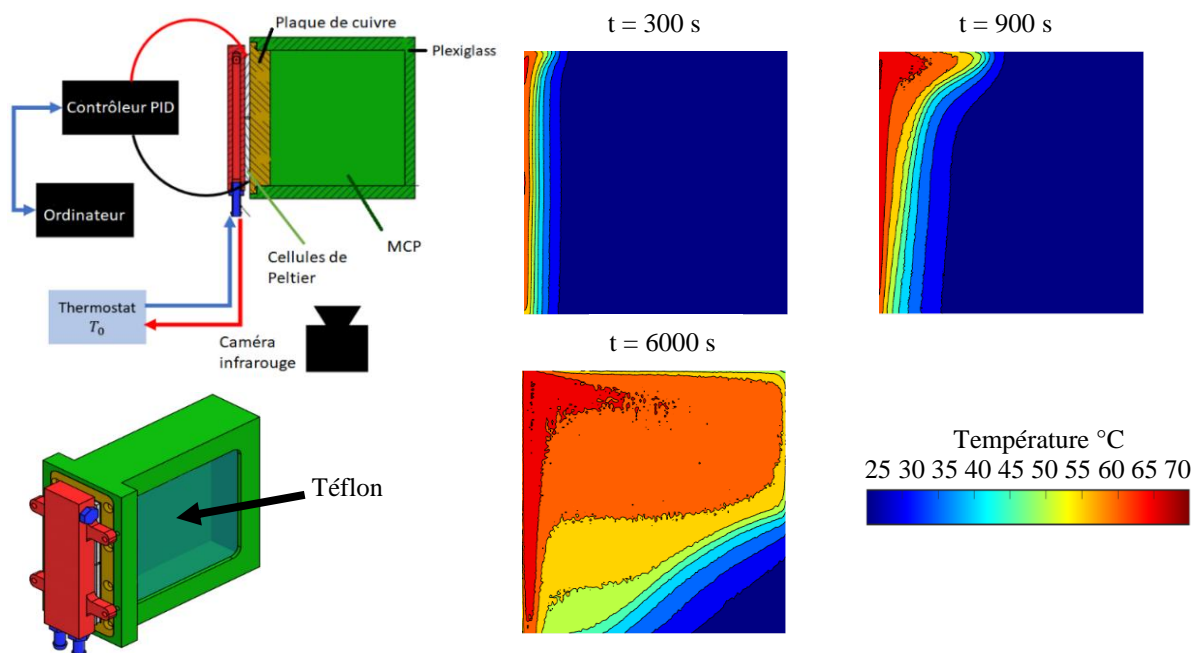 Plaque de cuivre
Plexiglass
Contrôleur PID
Ordinateur
MCP
Cellules de
Peltier
Thermostat
T₀
Caméra
infrarouge
Téflon
t = 300 s
t = 900 s
t = 6000 s
Température °C
25 30 35 40 45 50 55 60 65 70